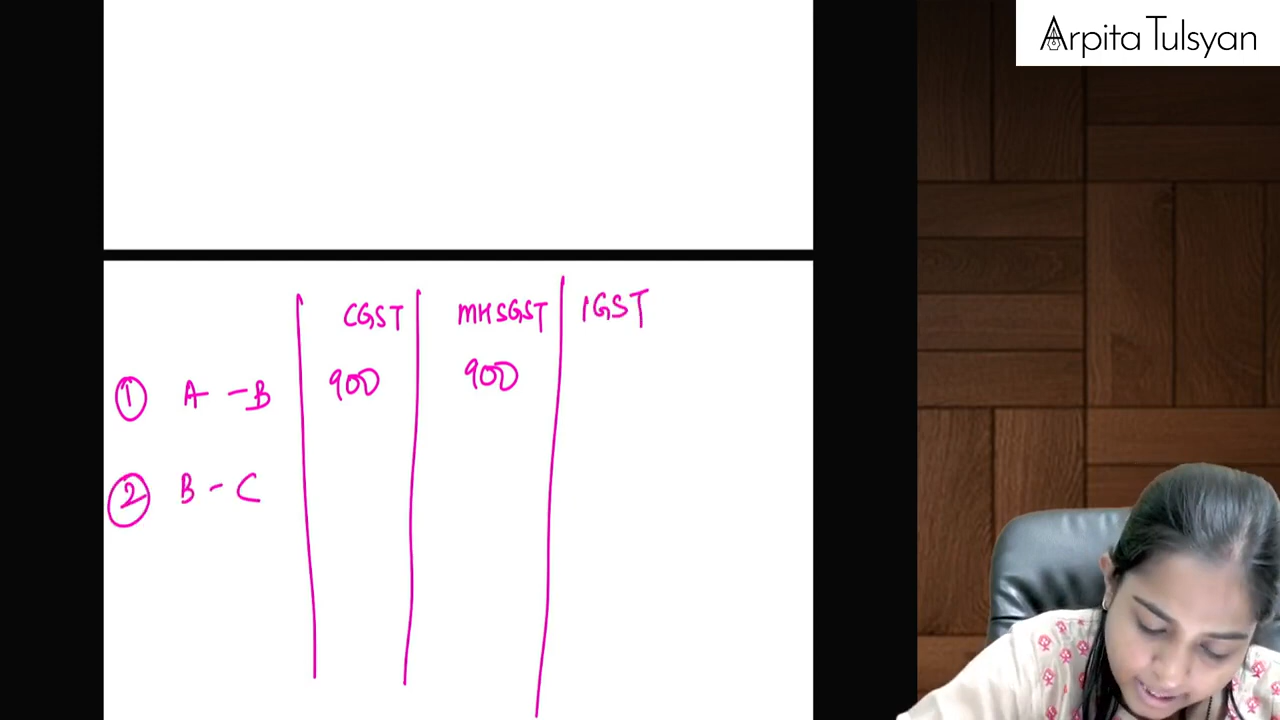 Arpita Tulsyan
CGST MHSGST IGST
① A - B 900 900
② B - C